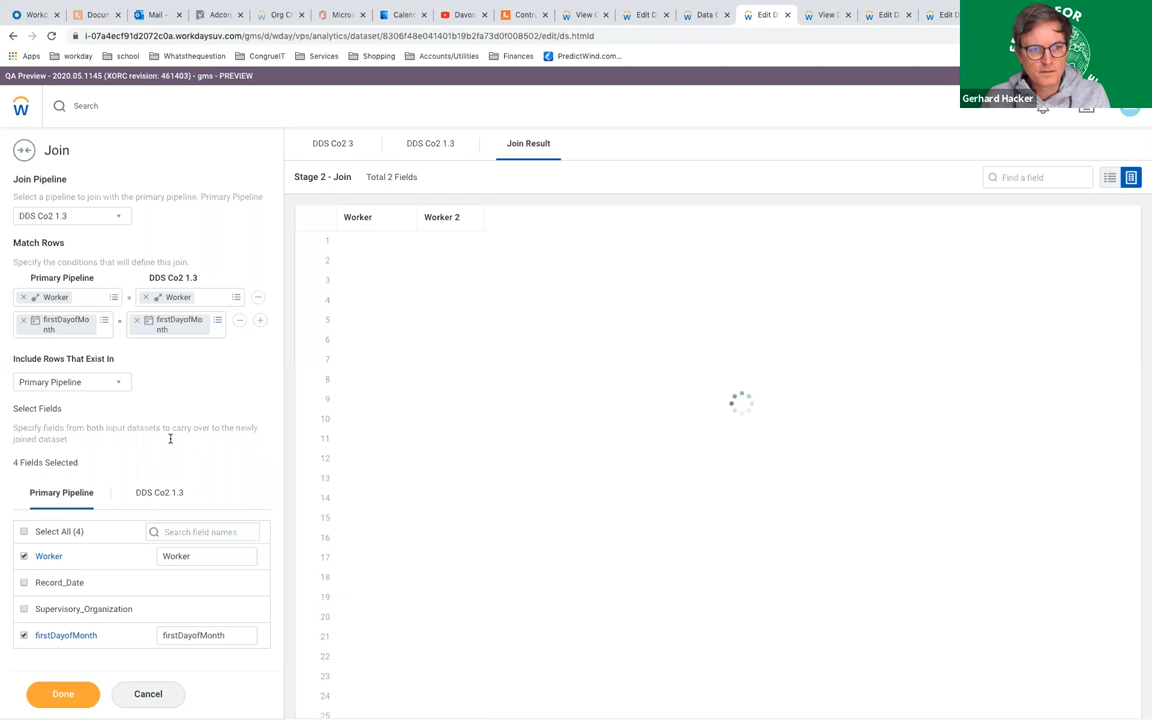 Workd
Docum
Mail –
Adcor
Org C
Micros
Calen
Davos
Contr
View C
Edit D
Data C
Edit D
View D
Edit D
Edit D
i-07a4ecf91d2072c0a.workdaysuv.com/gms/d/wday/vps/analytics/dataset/8306f48e041401b19b2fa73d0f008502/edit/ds.htmld
Apps workday school Whatsthequestion CongrueIT Services Shopping Accounts/Utilities Finances PredictWind.com...
QA Preview - 2020.05.1145 (XORC revision: 461403) - gms - PREVIEW
FOR
Gerhard Hacker
Search
Join
DDS Co2 3 DDS Co2 1.3 Join Result
Join Pipeline
Stage 2 - Join Total 2 Fields Find a field
Select a pipeline to join with the primary pipeline. Primary Pipeline
DDS Co2 1.3
Worker Worker 2
Match Rows
Specify the conditions that will define this join.
Primary Pipeline DDS Co2 1.3
× Worker = × Worker
× firstDayofMo
nth
= × firstDayofMo
nth
Include Rows That Exist In
Primary Pipeline
Select Fields
Specify fields from both input datasets to carry over to the newly
joined dataset
4 Fields Selected
Primary Pipeline DDS Co2 1.3
Select All (4) Search field names
Worker Worker
Record_Date
Supervisory_Organization
firstDayofMonth firstDayofMonth
Done Cancel
1
2
3
4
5
6
7
8
9
10
11
12
13
14
15
16
17
18
19
20
21
22
23
24
25